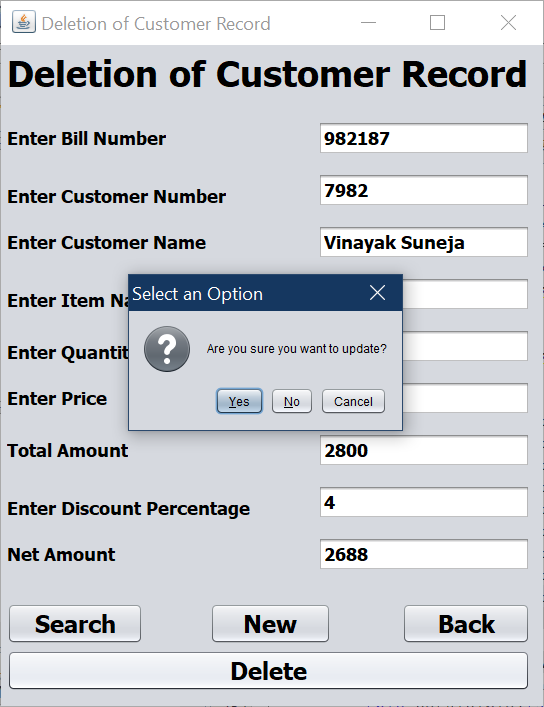 Deletion of Customer Record
Deletion of Customer Record
Enter Bill Number 982187
Enter Customer Number 7982
Enter Customer Name Vinayak Suneja
Select an Option
Enter Item Na
Are you sure you want to update?
Enter Quantit
Yes No Cancel
Enter Price
Total Amount 2800
Enter Discount Percentage 4
Net Amount 2688
Search New Back
Delete